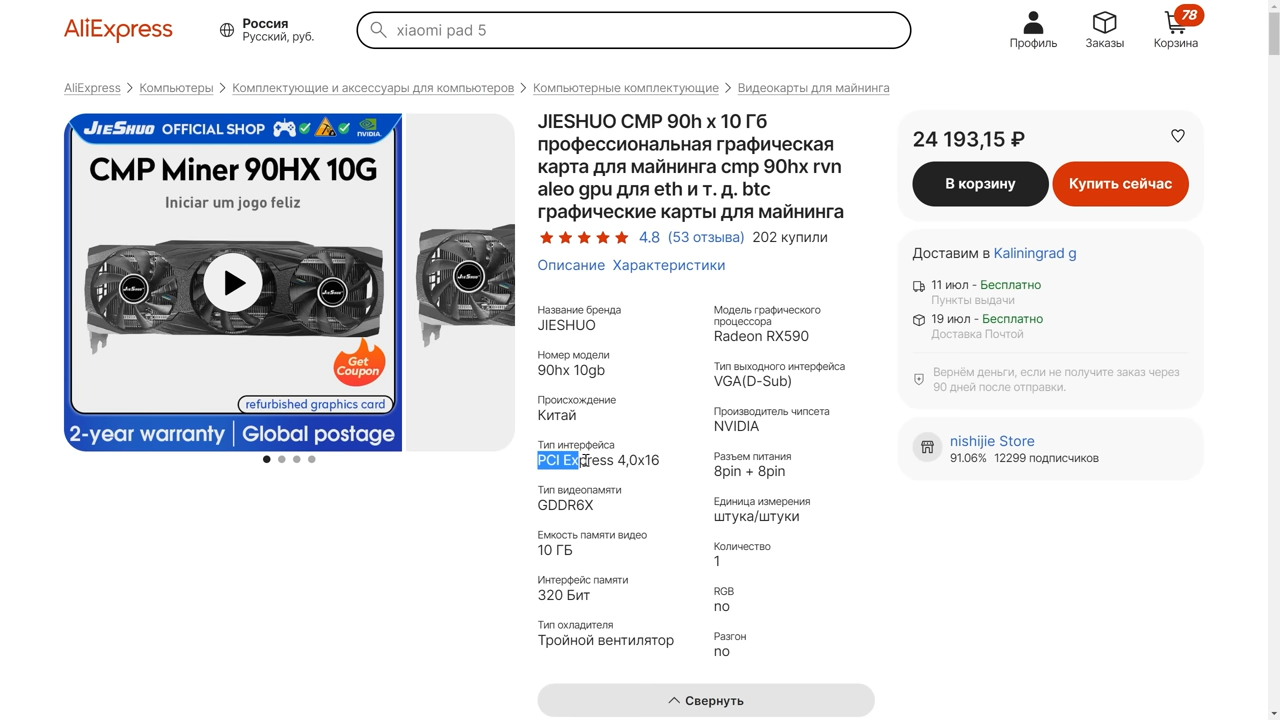 AliExpress
Россия
Русский, руб.
xiaomi pad 5
78
Профиль
Заказы
Корзина
AliExpress
Компьютеры
Комплектующие и аксессуары для компьютеров
Компьютерные комплектующие
Видеокарты для майнинга
JIESHUO OFFICIAL SHOP
NVIDIA
CMP Miner 90HX 10G
Iniciar um jogo feliz
Get
Coupon
refurbished graphics card
2-year warranty | Global postage
JIESHUO CMP 90h x 10 Гб
профессиональная графическая
карта для майнинга cmp 90hx rvn
aleo gpu для eth и т. д. btc
графические карты для майнинга
4.8 (53 отзыва) 202 купили
Описание Характеристики
Название бренда
JIESHUO
Номер модели
90hx 10gb
Происхождение
Китай
Тип интерфейса
PCI Express 4,0x16
Тип видеопамяти
GDDR6X
Емкость памяти видео
10 ГБ
Интерфейс памяти
320 Бит
Тип охладителя
Тройной вентилятор
Модель графического
процессора
Radeon RX590
Тип выходного интерфейса
VGA(D-Sub)
Производитель чипсета
NVIDIA
Разъем питания
8pin + 8pin
Единица измерения
штука/штуки
Количество
1
RGB
no
Разгон
no
Свернуть
24 193,15 ₽
В корзину
Купить сейчас
Доставим в Kaliningrad g
11 июл - Бесплатно
Пункты выдачи
19 июл - Бесплатно
Доставка Почтой
Вернём деньги, если не получите заказ через
90 дней после отправки.
nishijie Store
91.06% 12299 подписчиков